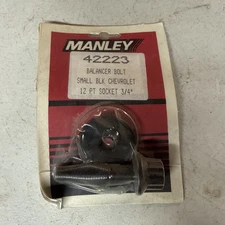 MANLEY
42223
BALANCER BOLT
SMALL BLK CHEVROLET
12 PT SOCKET 3/4"